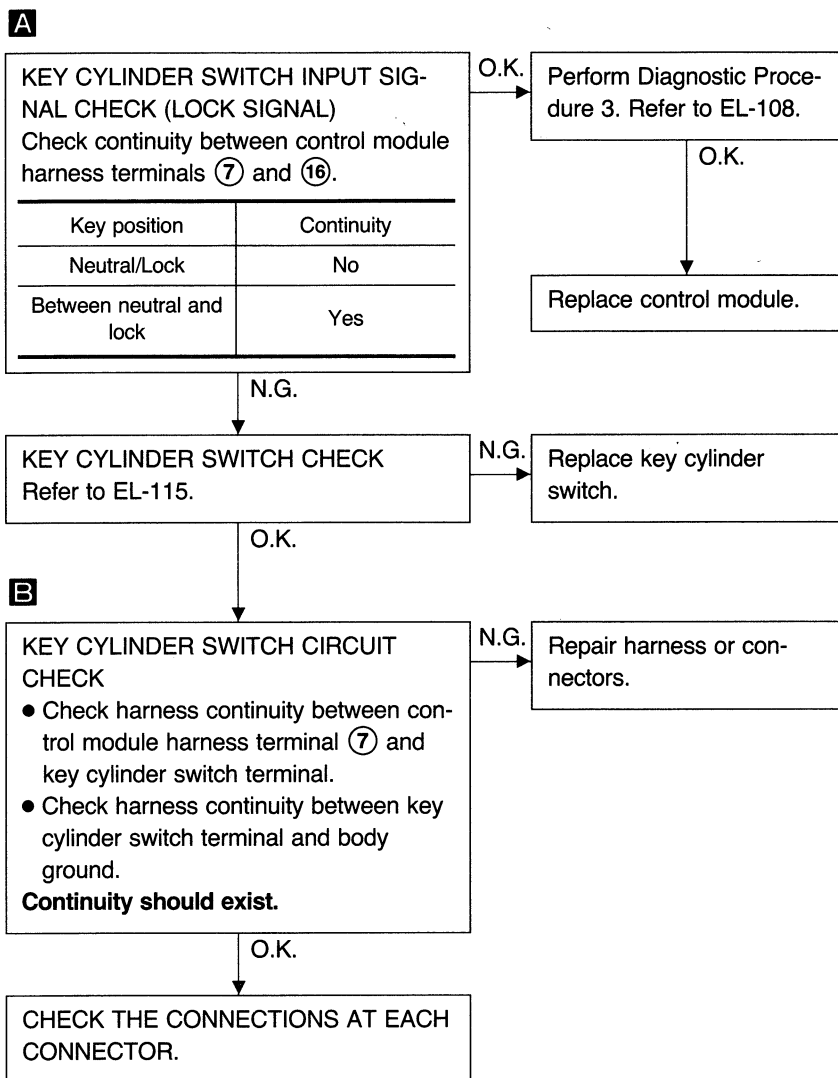 A
KEY CYLINDER SWITCH INPUT SIG-
NAL CHECK (LOCK SIGNAL)
Check continuity between control module
harness terminals ⑦ and ⑯.
Key position Continuity
Neutral/Lock No
Between neutral and
lock
Yes
O.K.
Perform Diagnostic Proce-
dure 3. Refer to EL-108.
O.K.
Replace control module.
N.G.
KEY CYLINDER SWITCH CHECK
Refer to EL-115.
N.G.
Replace key cylinder
switch.
O.K.
B
KEY CYLINDER SWITCH CIRCUIT
CHECK
● Check harness continuity between con-
trol module harness terminal ⑦ and
key cylinder switch terminal.
● Check harness continuity between key
cylinder switch terminal and body
ground.
Continuity should exist.
N.G.
Repair harness or con-
nectors.
O.K.
CHECK THE CONNECTIONS AT EACH
CONNECTOR.